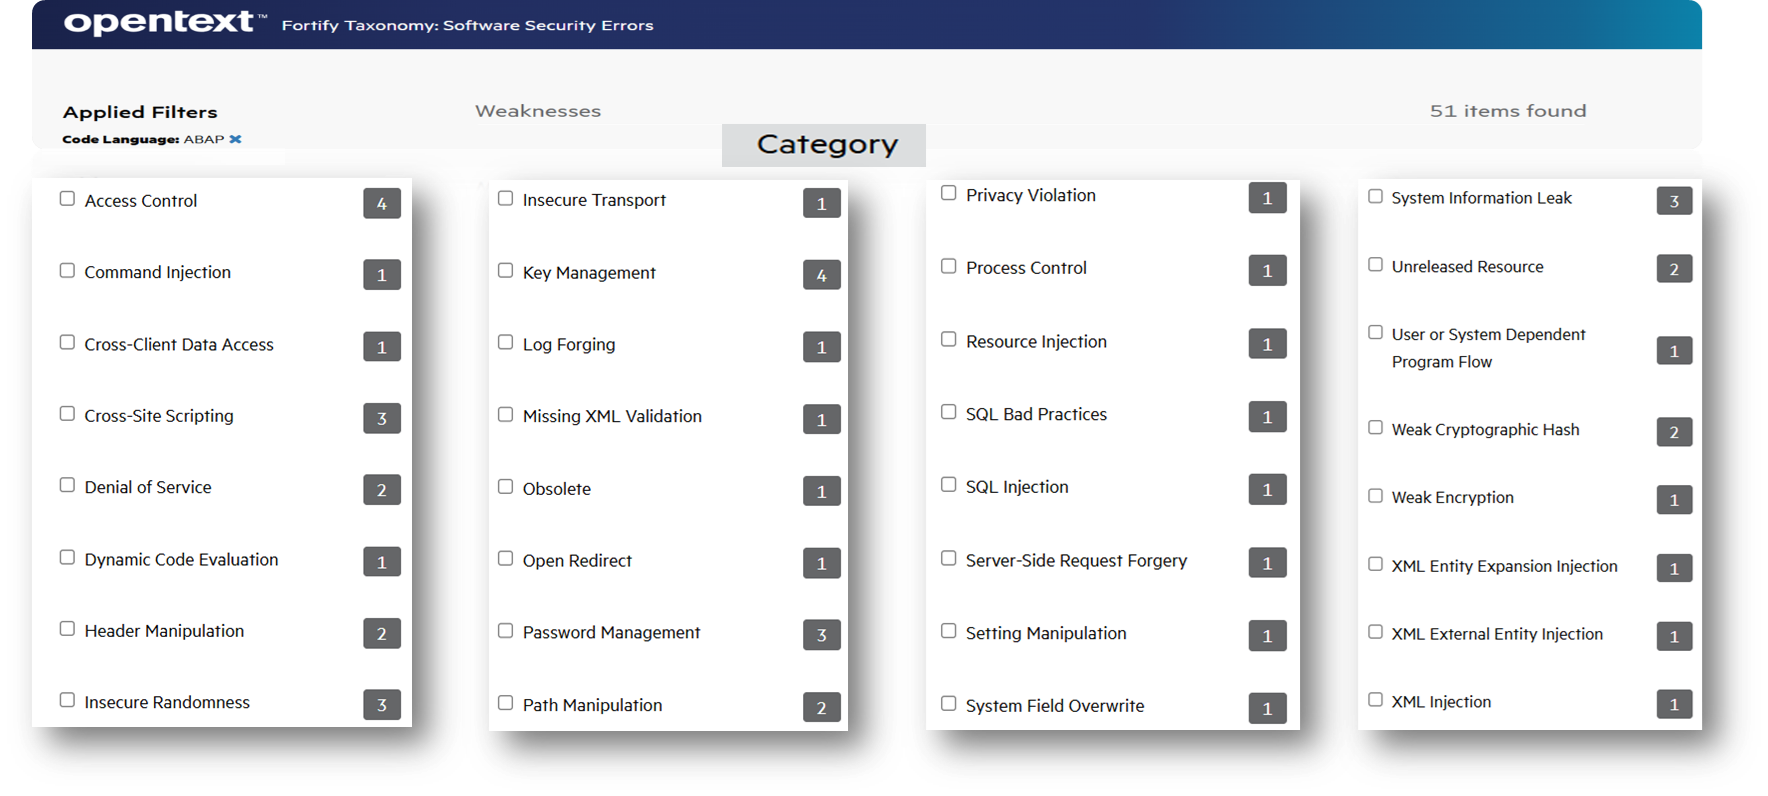 opentext™ Fortify Taxonomy: Software Security Errors
Applied Filters
Code Language: ABAP
Weaknesses
51 items found
Category
Access Control 4
Command Injection 1
Cross-Client Data Access 1
Cross-Site Scripting 3
Denial of Service 2
Dynamic Code Evaluation 1
Header Manipulation 2
Insecure Randomness 3
Insecure Transport 1
Key Management 4
Log Forging 1
Missing XML Validation 1
Obsolete 1
Open Redirect 1
Password Management 3
Path Manipulation 2
Privacy Violation 1
Process Control 1
Resource Injection 1
SQL Bad Practices 1
SQL Injection 1
Server-Side Request Forgery 1
Setting Manipulation 1
System Field Overwrite 1
System Information Leak 3
Unreleased Resource 2
User or System Dependent
Program Flow 1
Weak Cryptographic Hash 2
Weak Encryption 1
XML Entity Expansion Injection 1
XML External Entity Injection 1
XML Injection 1